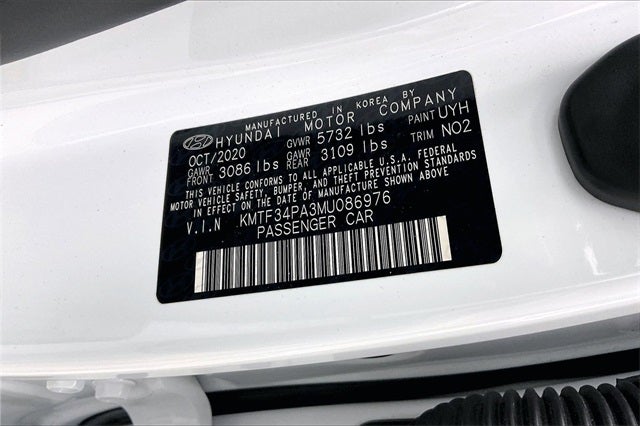 MANUFACTURED IN KOREA BY
HYUNDAI MOTOR COMPANY
OCT/2020 GVWR 5732 lbs PAINT UYH
GAWR FRONT 3086 lbs GAWR REAR 3109 lbs TRIM NO2
THIS VEHICLE CONFORMS TO ALL APPLICABLE U.S.A. FEDERAL
MOTOR VEHICLE SAFETY, BUMPER, AND THEFT PREVENTION STANDARDS
IN EFFECT ON THE DATE OF MANUFACTURE SHOWN ABOVE.
V.I.N KMTF34PA3MU086976
PASSENGER CAR